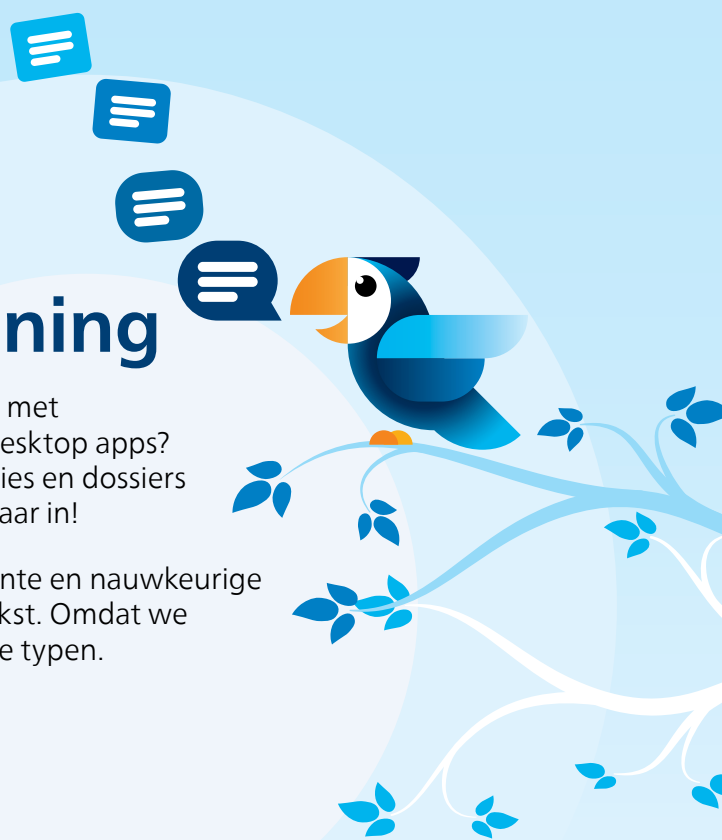 ning
met
esktop apps?
ies en dossiers
aar in!
nte en nauwkeurige
kst. Omdat we
e typen.